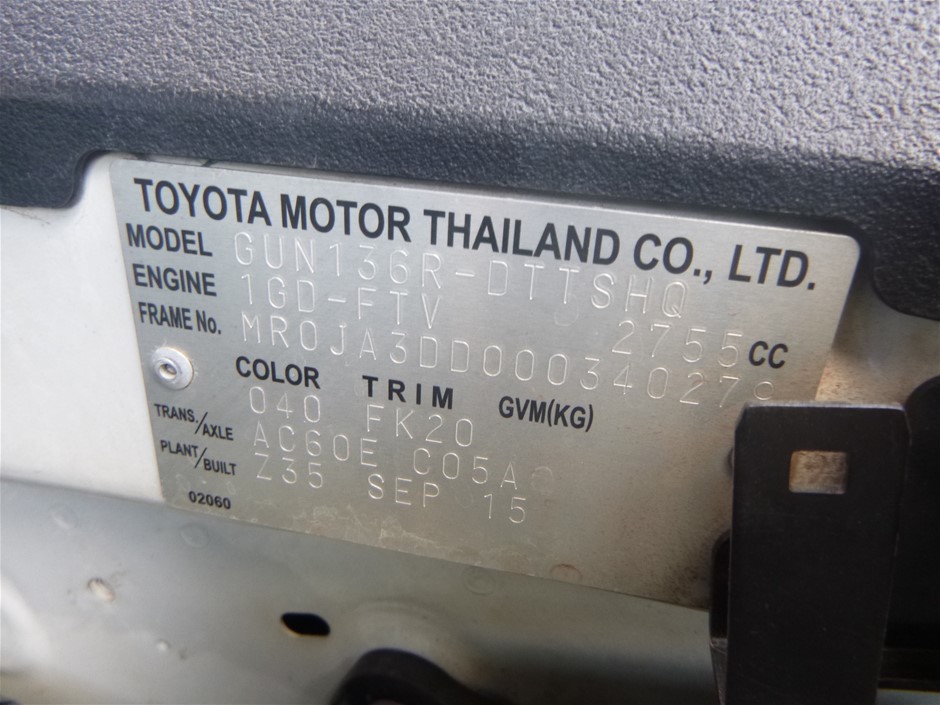 TOYOTA MOTOR THAILAND CO., LTD.
MODEL GUN136R-DTTSHQ
ENGINE 1GD-FTV 2755 CC
FRAME No.
COLOR TRIM GVM(KG)
040 FK20
TRANS./AXLE AC60E C05A
PLANT/BUILT Z35 SEP 15
02060